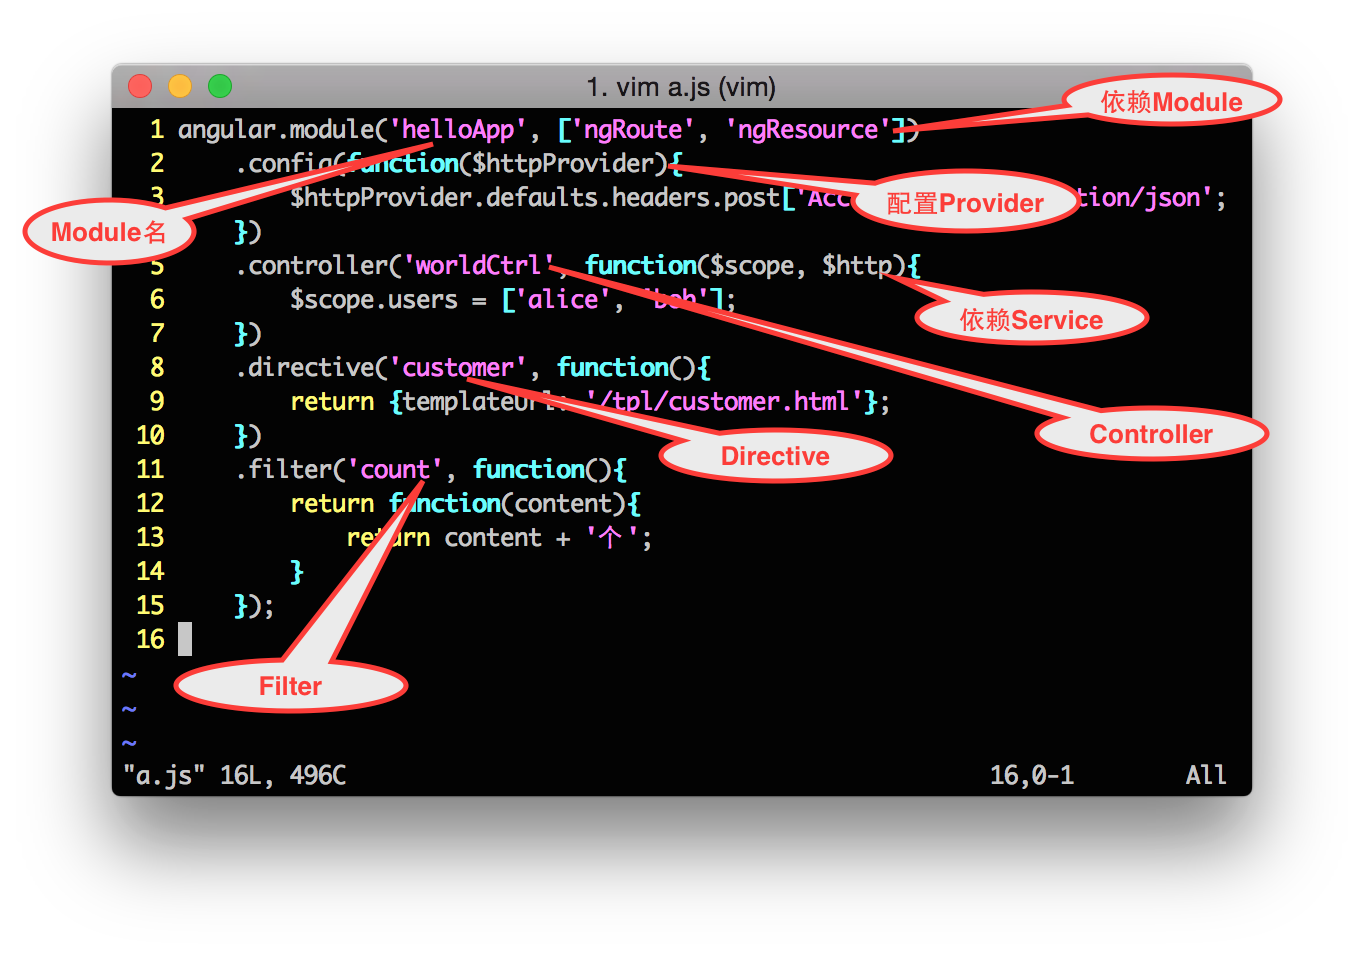 1. vim a.js (vim)
依赖Module
1 angular.module('helloApp', ['ngRoute', 'ngResource'])
2 .config(function($httpProvider){
3 $httpProvider.defaults.headers.post['Acc tion/json';
配置Provider
Module名
})
5 .controller('worldCtrl', function($scope, $http){
6 $scope.users = ['alice', 'bob'];
依赖Service
7 })
8 .directive('customer', function(){
9 return {templateUrl: '/tpl/customer.html'};
Controller
10 })
Directive
11 .filter('count', function(){
12 return function(content){
13 return content + '个';
14 }
15 });
16
Filter
~
~
~
"a.js" 16L, 496C 16,0-1 All